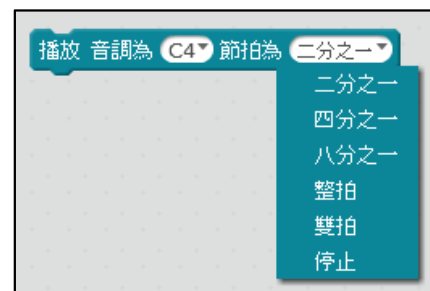 播放 音調為 C4 節拍為 二分之一
二分之一
四分之一
八分之一
整拍
雙拍
停止